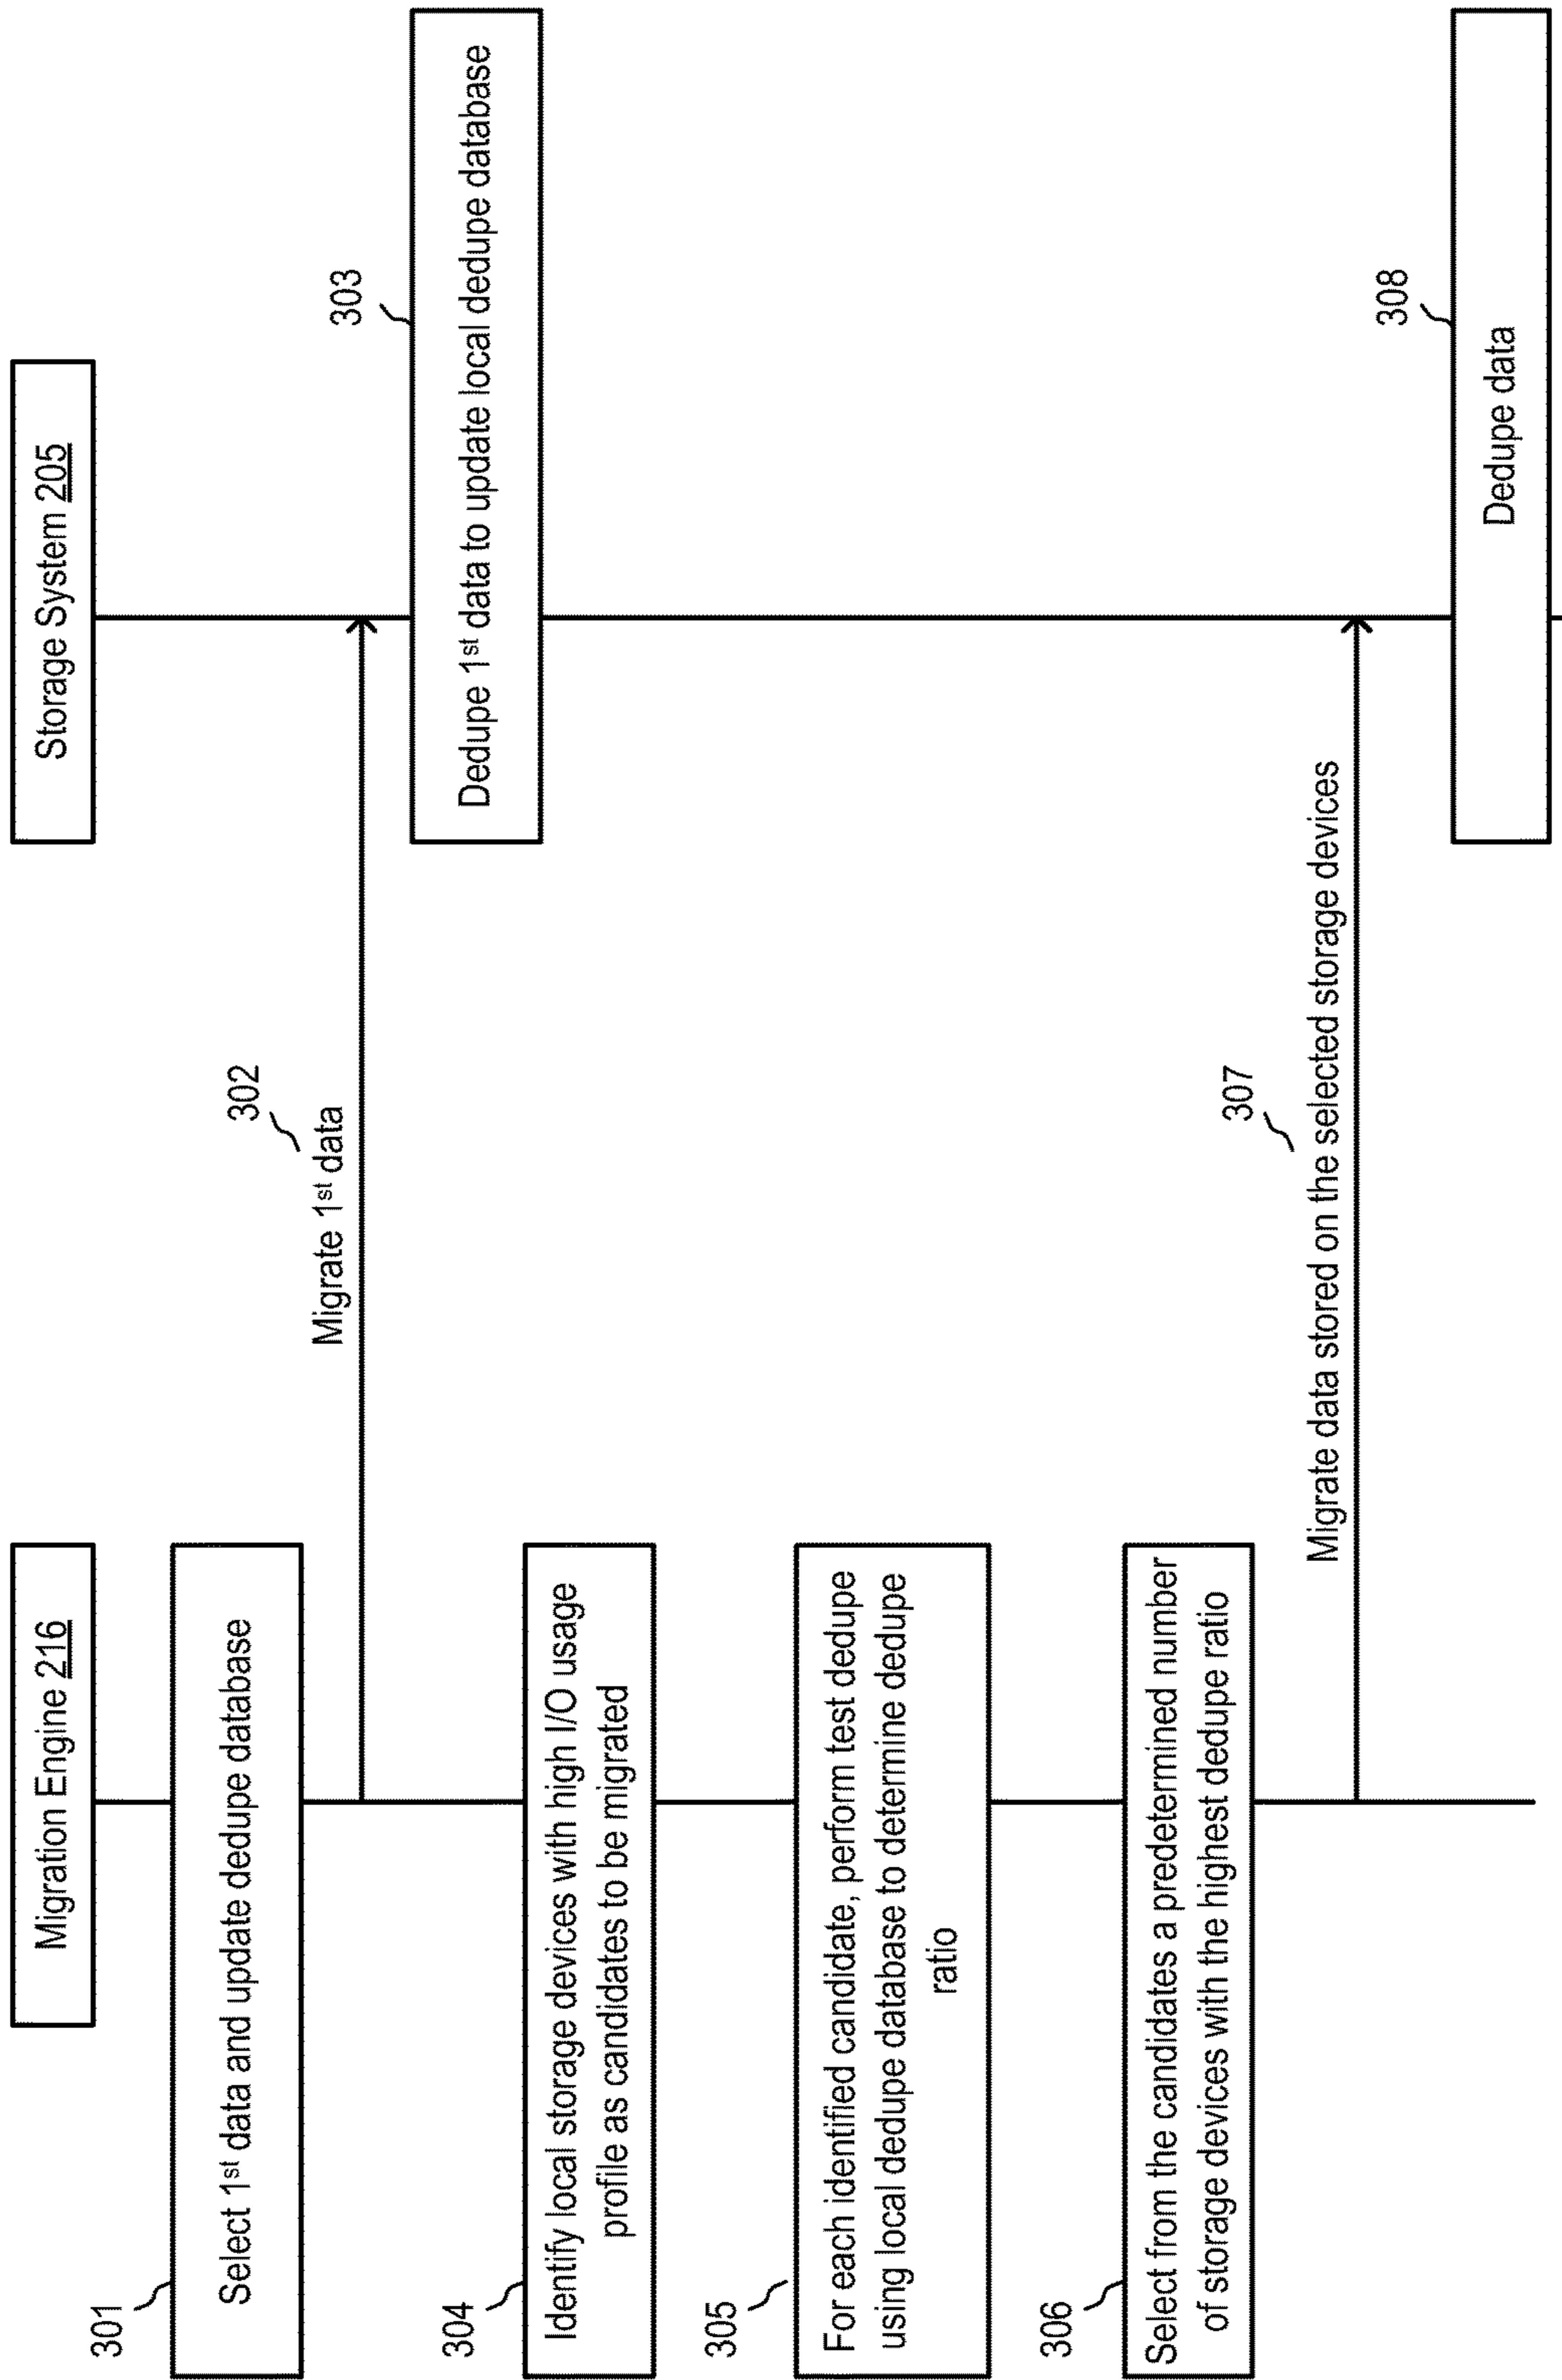 Migration Engine 216
Storage System 205
301
Select 1st data and update dedupe database
302
Migrate 1st data
303
Dedupe 1st data to update local dedupe database
304
Identify local storage devices with high I/O usage
profile as candidates to be migrated
305
For each identified candidate, perform test dedupe
using local dedupe database to determine dedupe
ratio
306
Select from the candidates a predetermined number
of storage devices with the highest dedupe ratio
307
Migrate data stored on the selected storage devices
308
Dedupe data